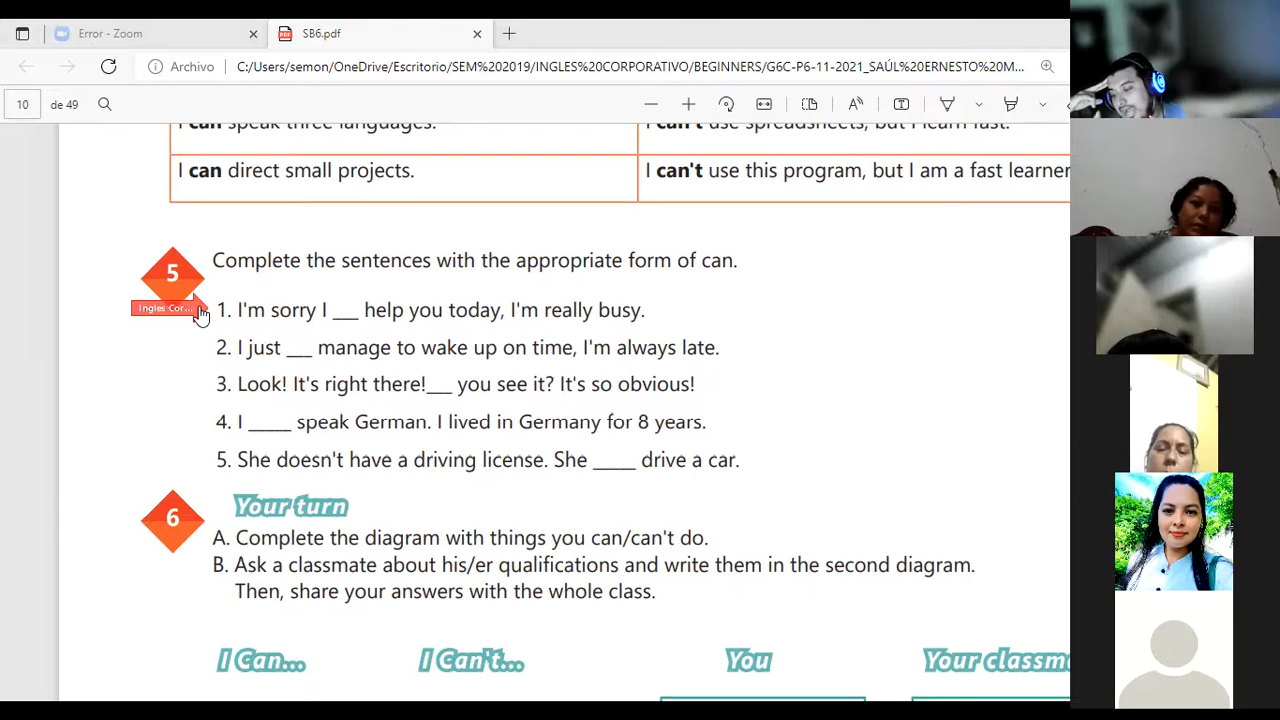 Error - Zoom
SB6.pdf
Archivo
C:/Users/semon/OneDrive/Escritorio/SEM%202019/INGLES%20CORPORATIVO/BEGINNERS/G6C-P6-11-2021_SAÚL%20ERNESTO%20M...
10 de 49
I can speak three languages.
I can't use spreadsheets, but I learn fast.
I can direct small projects.
I can't use this program, but I am a fast learner
5
Complete the sentences with the appropriate form of can.
Ingles Cor...
1. I'm sorry I ___ help you today, I'm really busy.
2. I just ___ manage to wake up on time, I'm always late.
3. Look! It's right there!___ you see it? It's so obvious!
4. I _____ speak German. I lived in Germany for 8 years.
5. She doesn't have a driving license. She _____ drive a car.
6
Your turn
A. Complete the diagram with things you can/can't do.
B. Ask a classmate about his/er qualifications and write them in the second diagram.
Then, share your answers with the whole class.
I Can...
I Can't...
You
Your classm